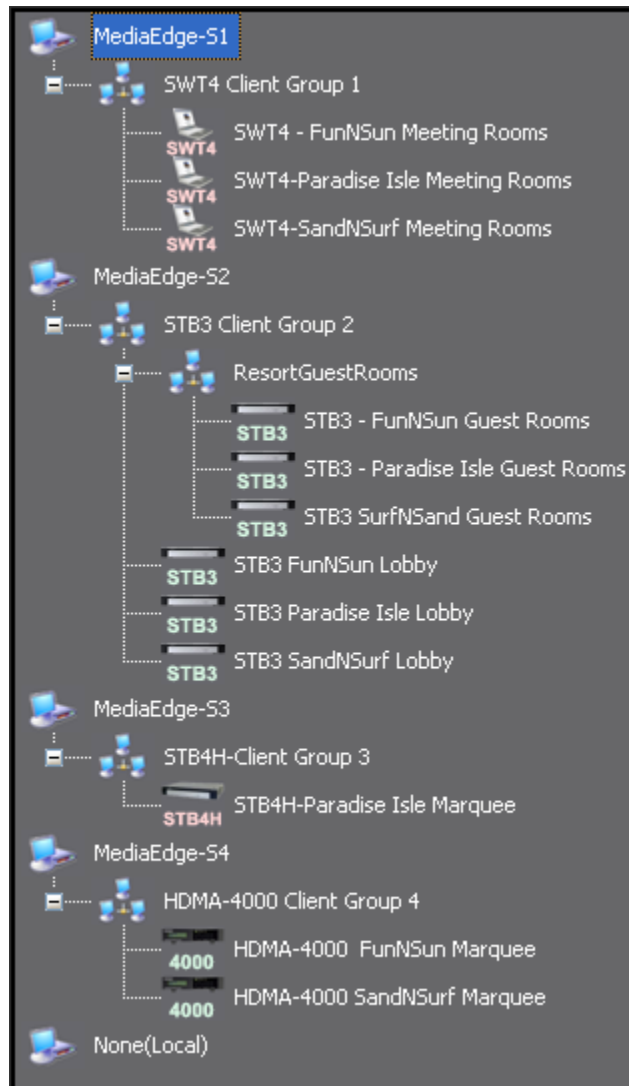 MediaEdge-S1
SWT4 Client Group 1
SWT4 SWT4 - FunNSun Meeting Rooms
SWT4 SWT4-Paradise Isle Meeting Rooms
SWT4 SWT4-SandNSurf Meeting Rooms
MediaEdge-S2
STB3 Client Group 2
ResortGuestRooms
STB3 STB3 - FunNSun Guest Rooms
STB3 STB3 - Paradise Isle Guest Rooms
STB3 STB3 SurfNSand Guest Rooms
STB3 STB3 FunNSun Lobby
STB3 STB3 Paradise Isle Lobby
STB3 STB3 SandNSurf Lobby
MediaEdge-S3
STB4H-Client Group 3
STB4H STB4H-Paradise Isle Marquee
MediaEdge-S4
HDMA-4000 Client Group 4
4000 HDMA-4000  FunNSun Marquee
4000 HDMA-4000 SandNSurf Marquee
None(Local)